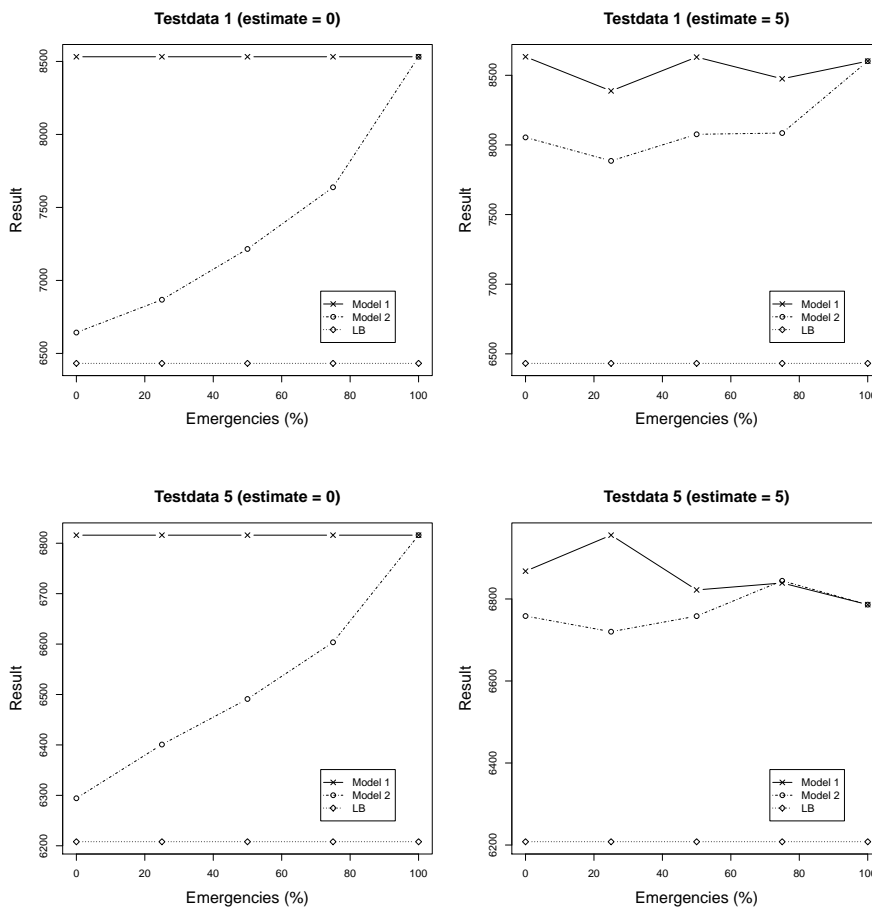 Testdata 1 (estimate = 0)
Result
8500
8000
7500
7000
6500
Model 1
Model 2
LB
0 20 40 60 80 100
Emergencies (%)
Testdata 1 (estimate = 5)
Result
8500
8000
7500
7000
6500
Model 1
Model 2
LB
0 20 40 60 80 100
Emergencies (%)
Testdata 5 (estimate = 0)
Result
6800
6700
6600
6500
6400
6300
6200
Model 1
Model 2
LB
0 20 40 60 80 100
Emergencies (%)
Testdata 5 (estimate = 5)
Result
6800
6600
6400
6200
Model 1
Model 2
LB
0 20 40 60 80 100
Emergencies (%)